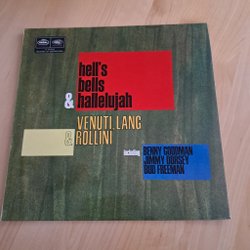 hell's
bells
& hallelujah
VENUTI, LANG
& ROLLINI
including
BENNY GOODMAN
JIMMY DORSEY
BUD FREEMAN